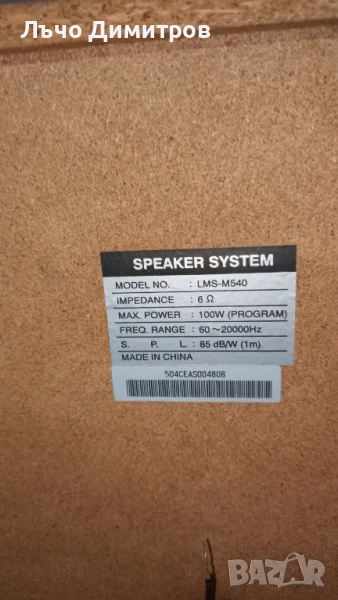 Лъчо Димитров
SPEAKER SYSTEM
MODEL NO. : LMS-M540
IMPEDANCE : 6 Ω
MAX. POWER : 100W (PROGRAM)
FREQ. RANGE : 60～20000Hz
S. P. L. : 85 dB/W (1m)
MADE IN CHINA
504CEAS004808
BAZAR